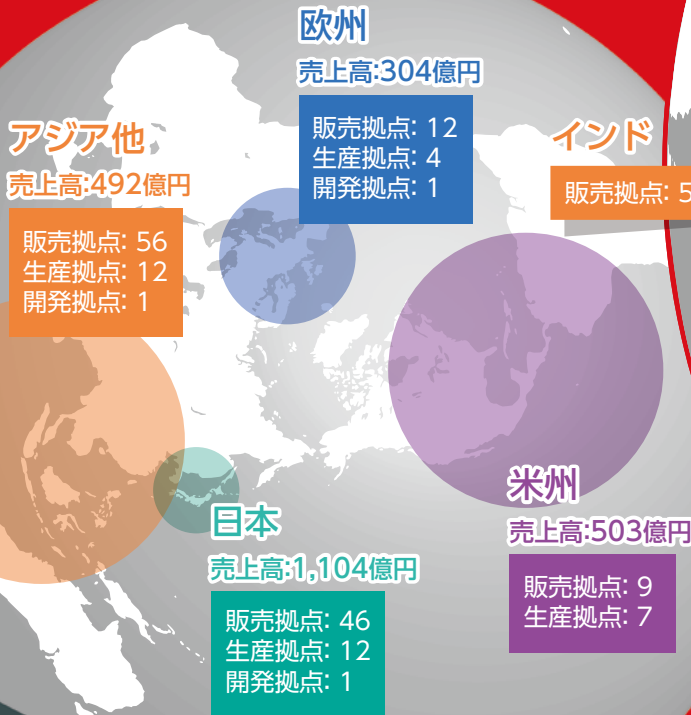 欧州
売上高:304億円
販売拠点: 12
生産拠点: 4
開発拠点: 1
アジア他
売上高:492億円
販売拠点: 56
生産拠点: 12
開発拠点: 1
インド
販売拠点: 5
米州
売上高:503億円
販売拠点: 9
生産拠点: 7
日本
売上高:1,104億円
販売拠点: 46
生産拠点: 12
開発拠点: 1